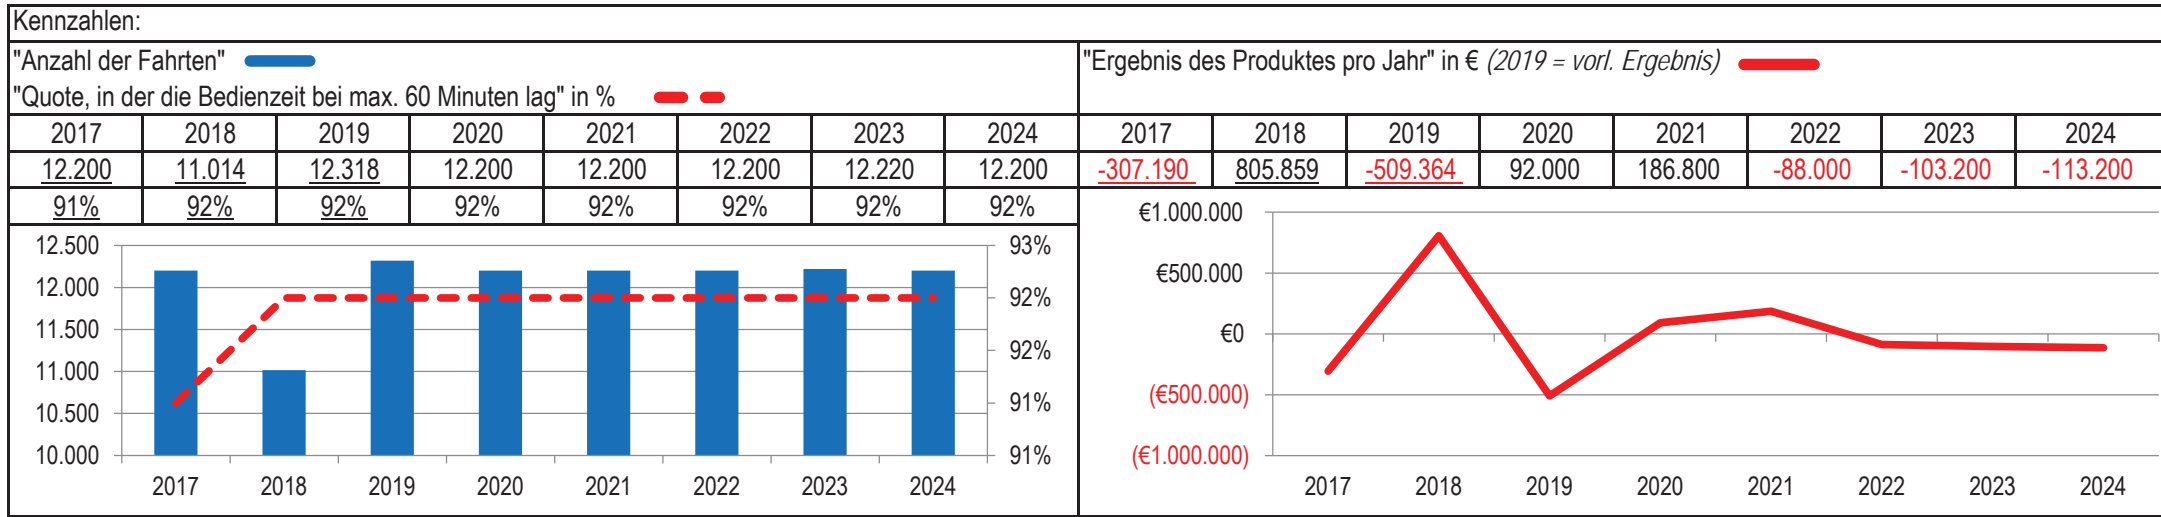 Kennzahlen:
"Anzahl der Fahrten"
"Quote, in der die Bedienzeit bei max. 60 Minuten lag" in %
2017 2018 2019 2020 2021 2022 2023 2024
12.200 11.014 12.318 12.200 12.200 12.200 12.220 12.200
91% 92% 92% 92% 92% 92% 92% 92%
12.500 93%
12.000 92%
11.500
11.000 92%
10.500 91%
10.000 91%
2017 2018 2019 2020 2021 2022 2023 2024
"Ergebnis des Produktes pro Jahr" in € (2019 = vorl. Ergebnis)
2017 2018 2019 2020 2021 2022 2023 2024
-307.190 805.859 -509.364 92.000 186.800 -88.000 -103.200 -113.200
€1.000.000
€500.000
€0
(€500.000)
(€1.000.000)
2017 2018 2019 2020 2021 2022 2023 2024